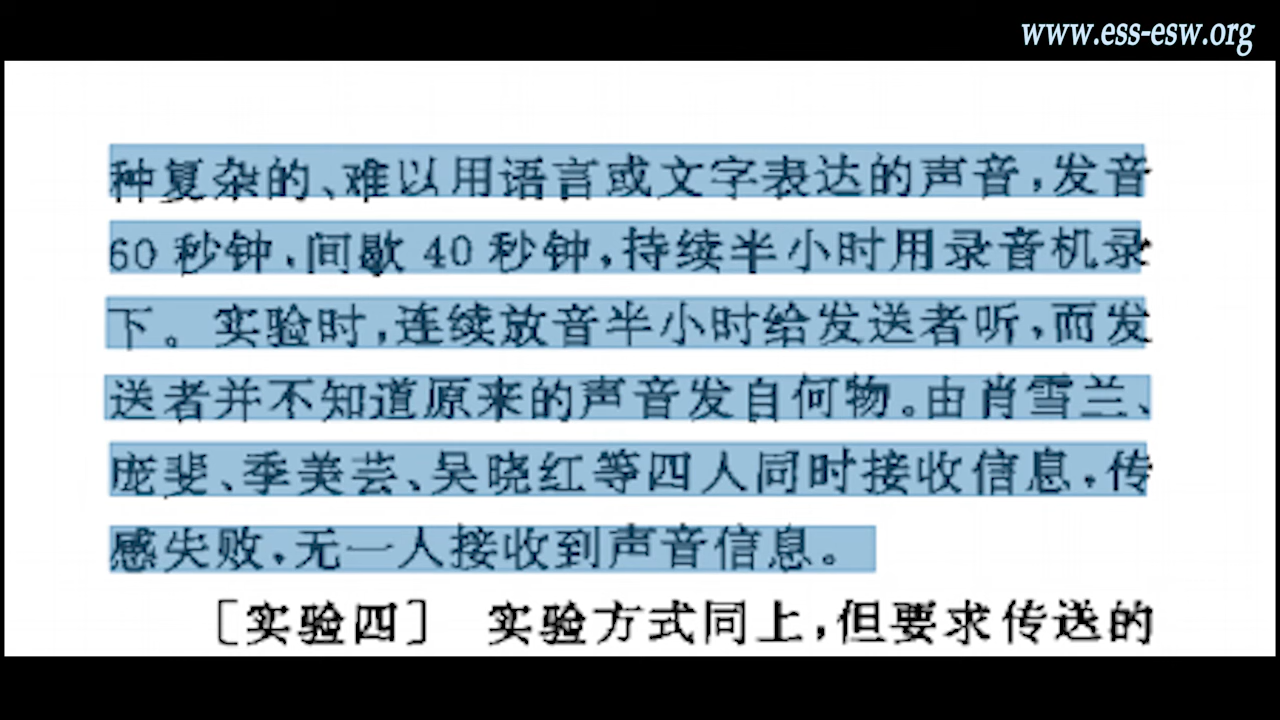 www.ess-esw.org
种复杂的、难以用语言或文字表达的声音,发音
60秒钟,间歇40秒钟,持续半小时用录音机录
下。实验时,连续放音半小时给发送者听,而发
送者并不知道原来的声音发自何物。由肖雪兰、
庞斐、季美芸、吴晓红等四人同时接收信息,传
感失败,无一人接收到声音信息。
[实验四] 实验方式同上,但要求传送的